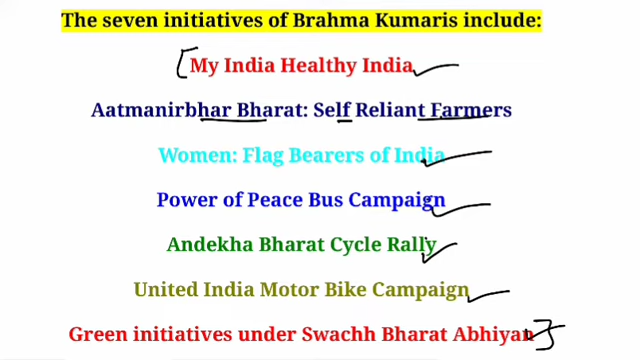 The seven initiatives of Brahma Kumaris include:
My India Healthy India
Aatmanirbhar Bharat: Self Reliant Farmers
Women: Flag Bearers of India
Power of Peace Bus Campaign
Andekha Bharat Cycle Rally
United India Motor Bike Campaign
Green initiatives under Swachh Bharat Abhiyan